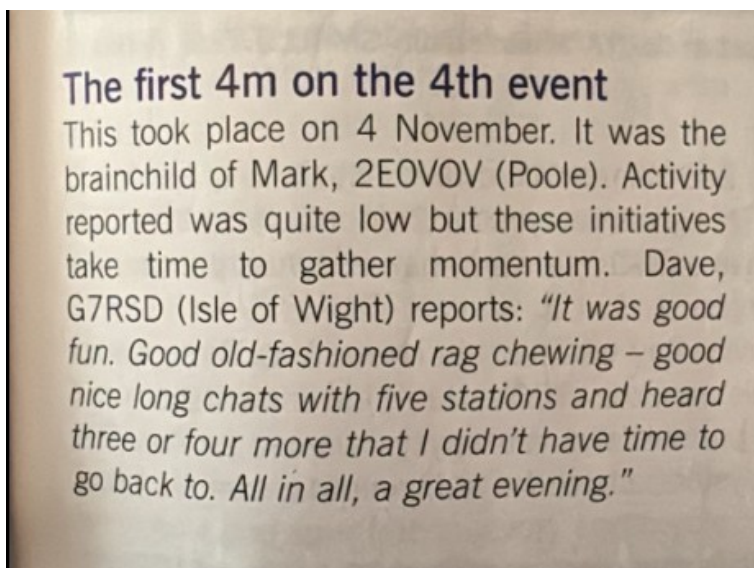 The first 4m on the 4th event
This took place on 4 November. It was the
brainchild of Mark, 2E0VOV (Poole). Activity
reported was quite low but these initiatives
take time to gather momentum. Dave,
G7RSD (Isle of Wight) reports: “It was good
fun. Good old-fashioned rag chewing – good
nice long chats with five stations and heard
three or four more that I didn’t have time to
go back to. All in all, a great evening.”